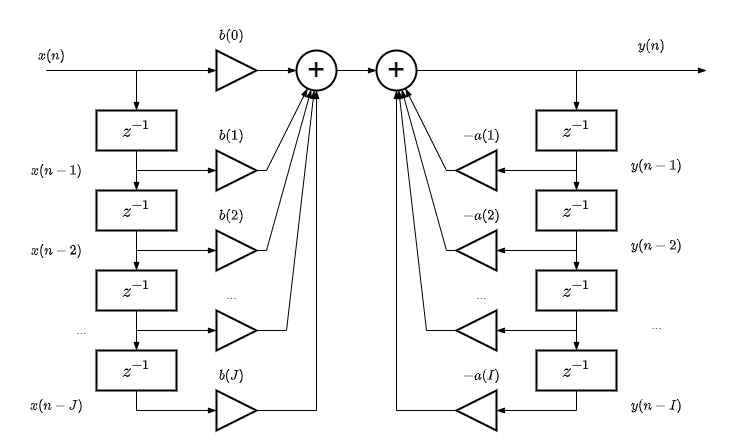 b(0)
x(n)
y(n)
+
+
z⁻¹
b(1)
−a(1)
z⁻¹
x(n − 1)
y(n − 1)
z⁻¹
b(2)
−a(2)
z⁻¹
x(n − 2)
y(n − 2)
z⁻¹
...
...
z⁻¹
...
...
z⁻¹
b(J)
−a(I)
z⁻¹
x(n − J)
y(n − I)